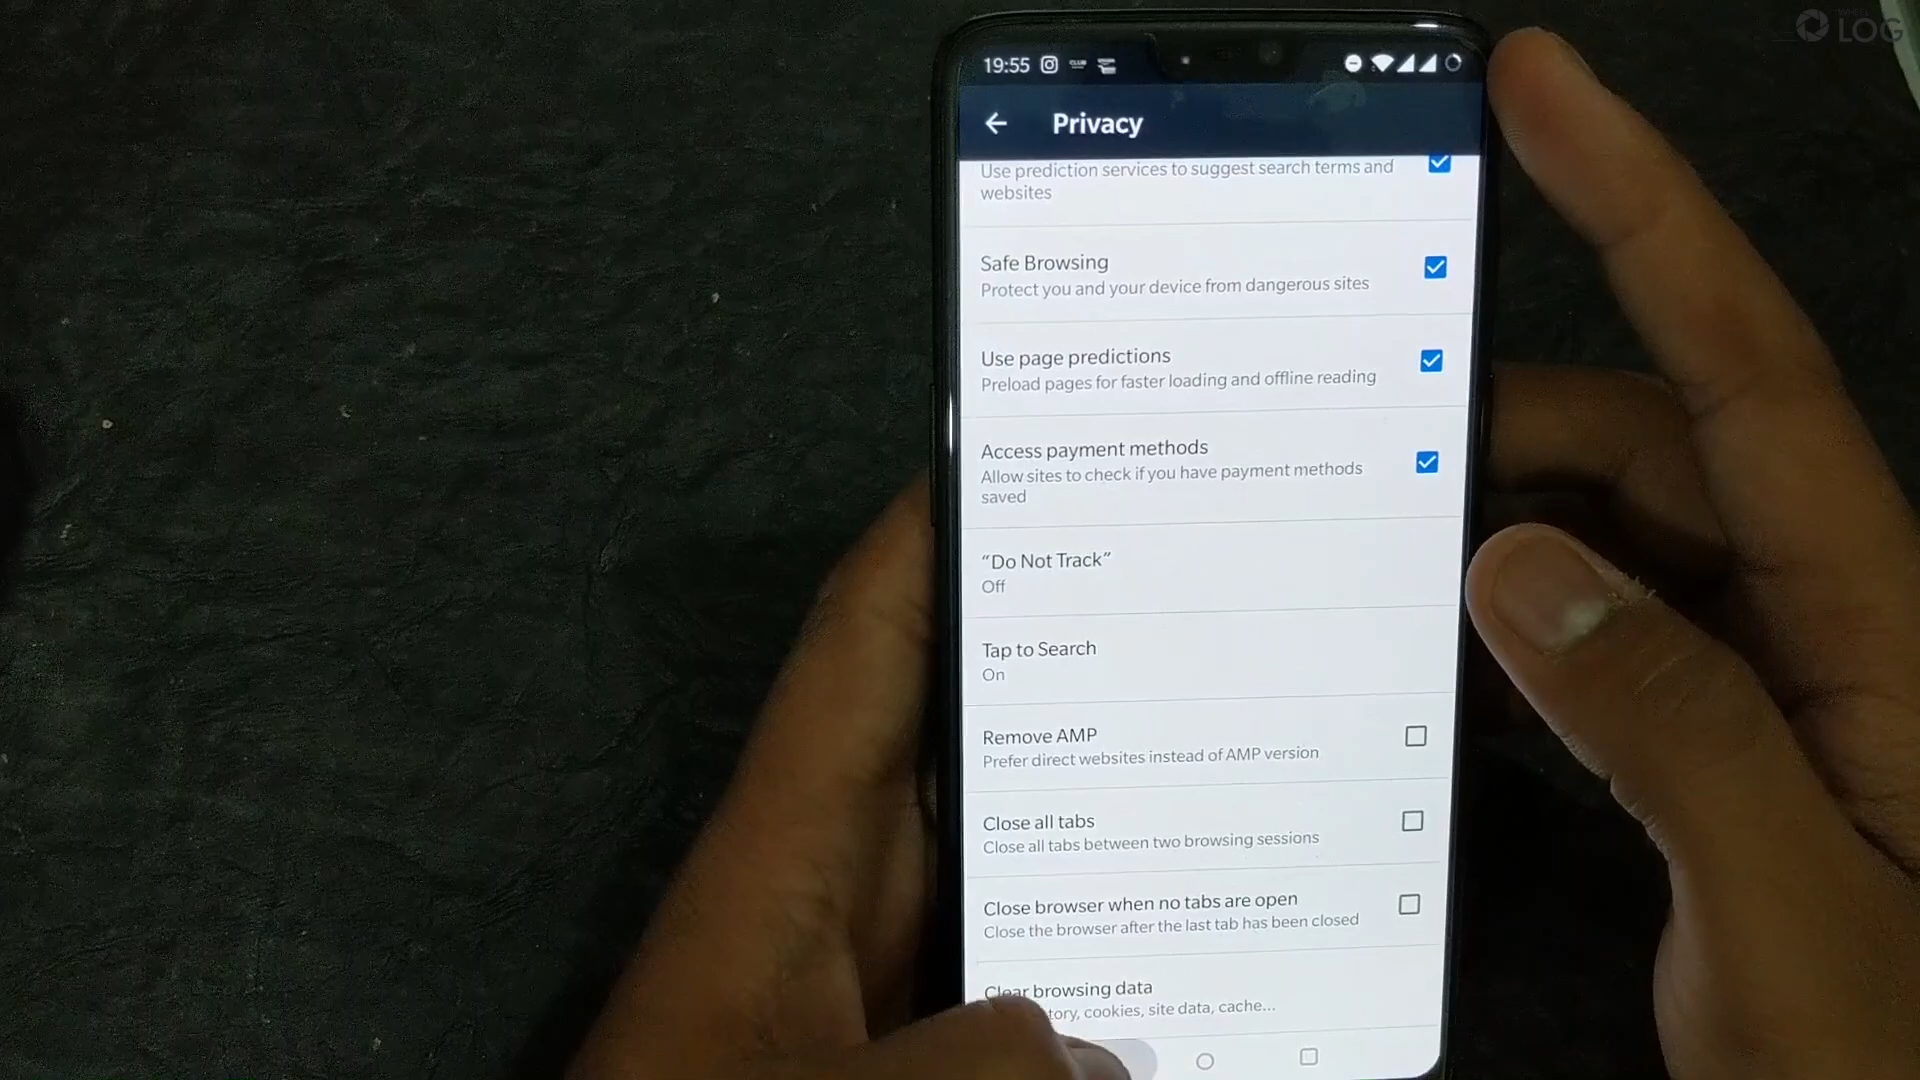 LOG
19:55
Privacy
Use prediction services to suggest search terms and
websites
Safe Browsing
Protect you and your device from dangerous sites
Use page predictions
Preload pages for faster loading and offline reading
Access payment methods
Allow sites to check if you have payment methods
saved
“Do Not Track”
Off
Tap to Search
On
Remove AMP
Prefer direct websites instead of AMP version
Close all tabs
Close all tabs between two browsing sessions
Close browser when no tabs are open
Close the browser after the last tab has been closed
Clear browsing data
tory, cookies, site data, cache...